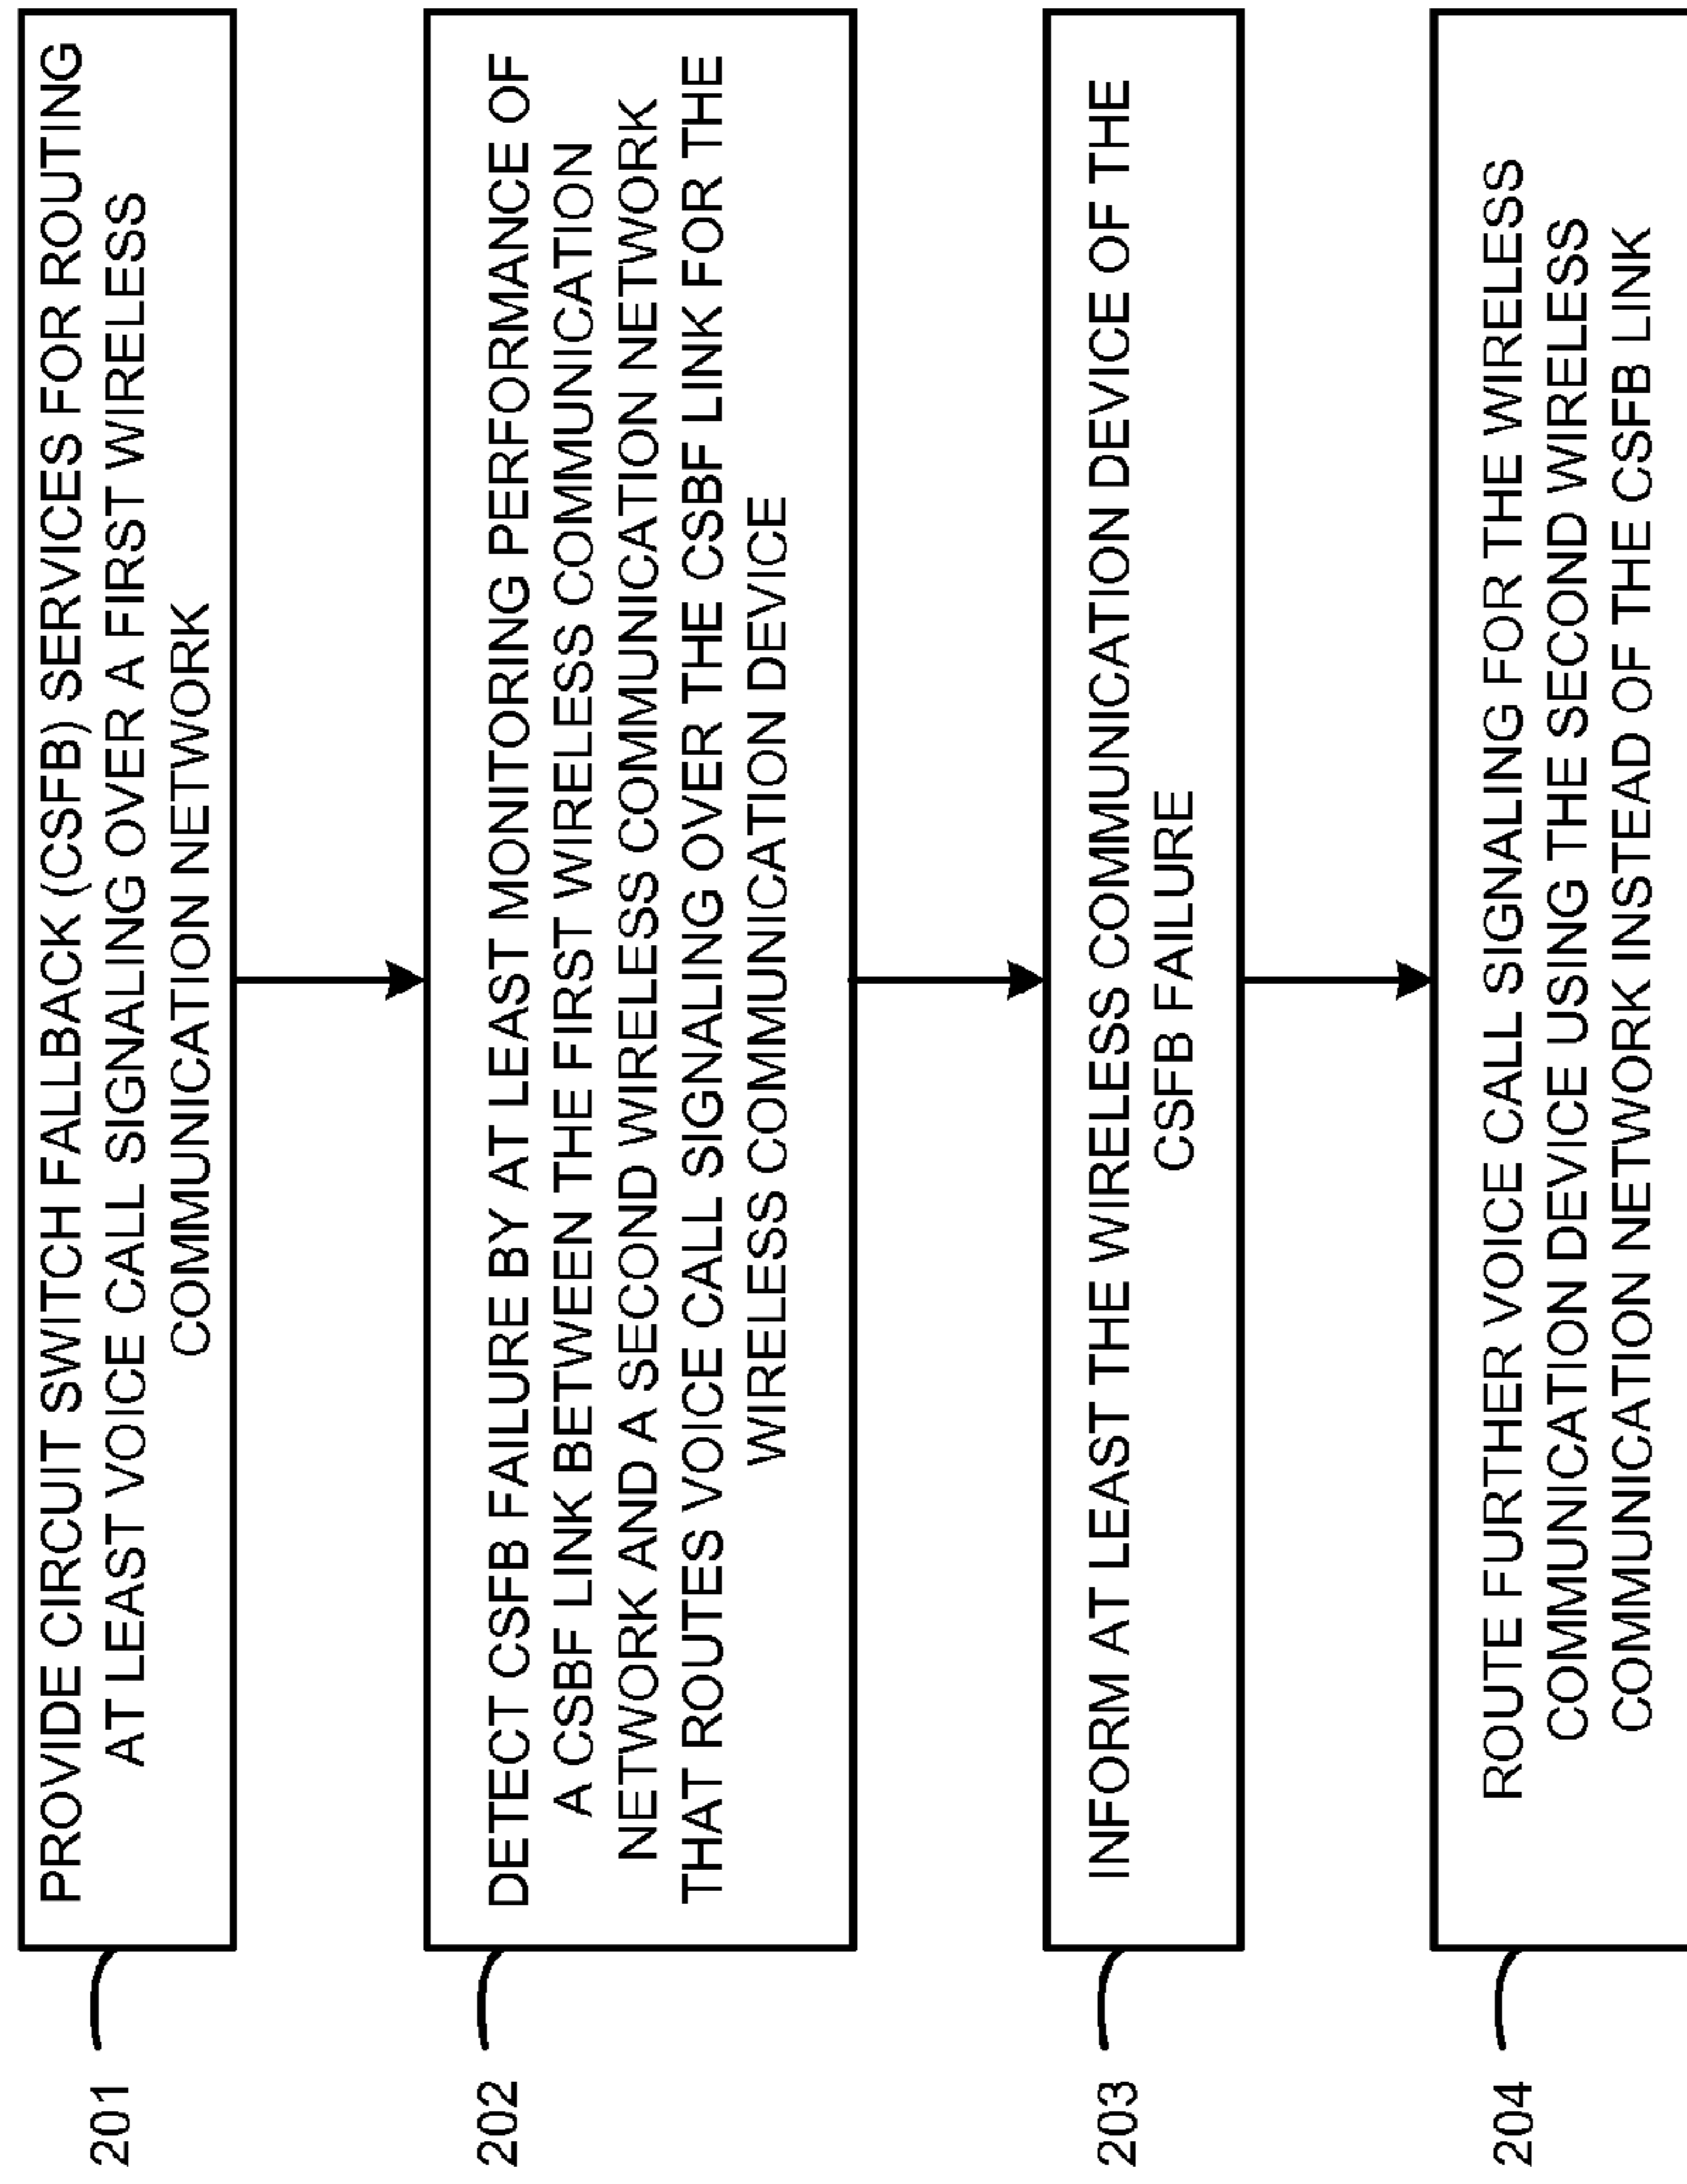 201
PROVIDE CIRCUIT SWITCH FALLBACK (CSFB) SERVICES FOR ROUTING
AT LEAST VOICE CALL SIGNALING OVER A FIRST WIRELESS
COMMUNICATION NETWORK
202
DETECT CSFB FAILURE BY AT LEAST MONITORING PERFORMANCE OF
A CSBF LINK BETWEEN THE FIRST WIRELESS COMMUNICATION
NETWORK AND A SECOND WIRELESS COMMUNICATION NETWORK
THAT ROUTES VOICE CALL SIGNALING OVER THE CSBF LINK FOR THE
WIRELESS COMMUNICATION DEVICE
203
INFORM AT LEAST THE WIRELESS COMMUNICATION DEVICE OF THE
CSFB FAILURE
204
ROUTE FURTHER VOICE CALL SIGNALING FOR THE WIRELESS
COMMUNICATION DEVICE USING THE SECOND WIRELESS
COMMUNICATION NETWORK INSTEAD OF THE CSFB LINK